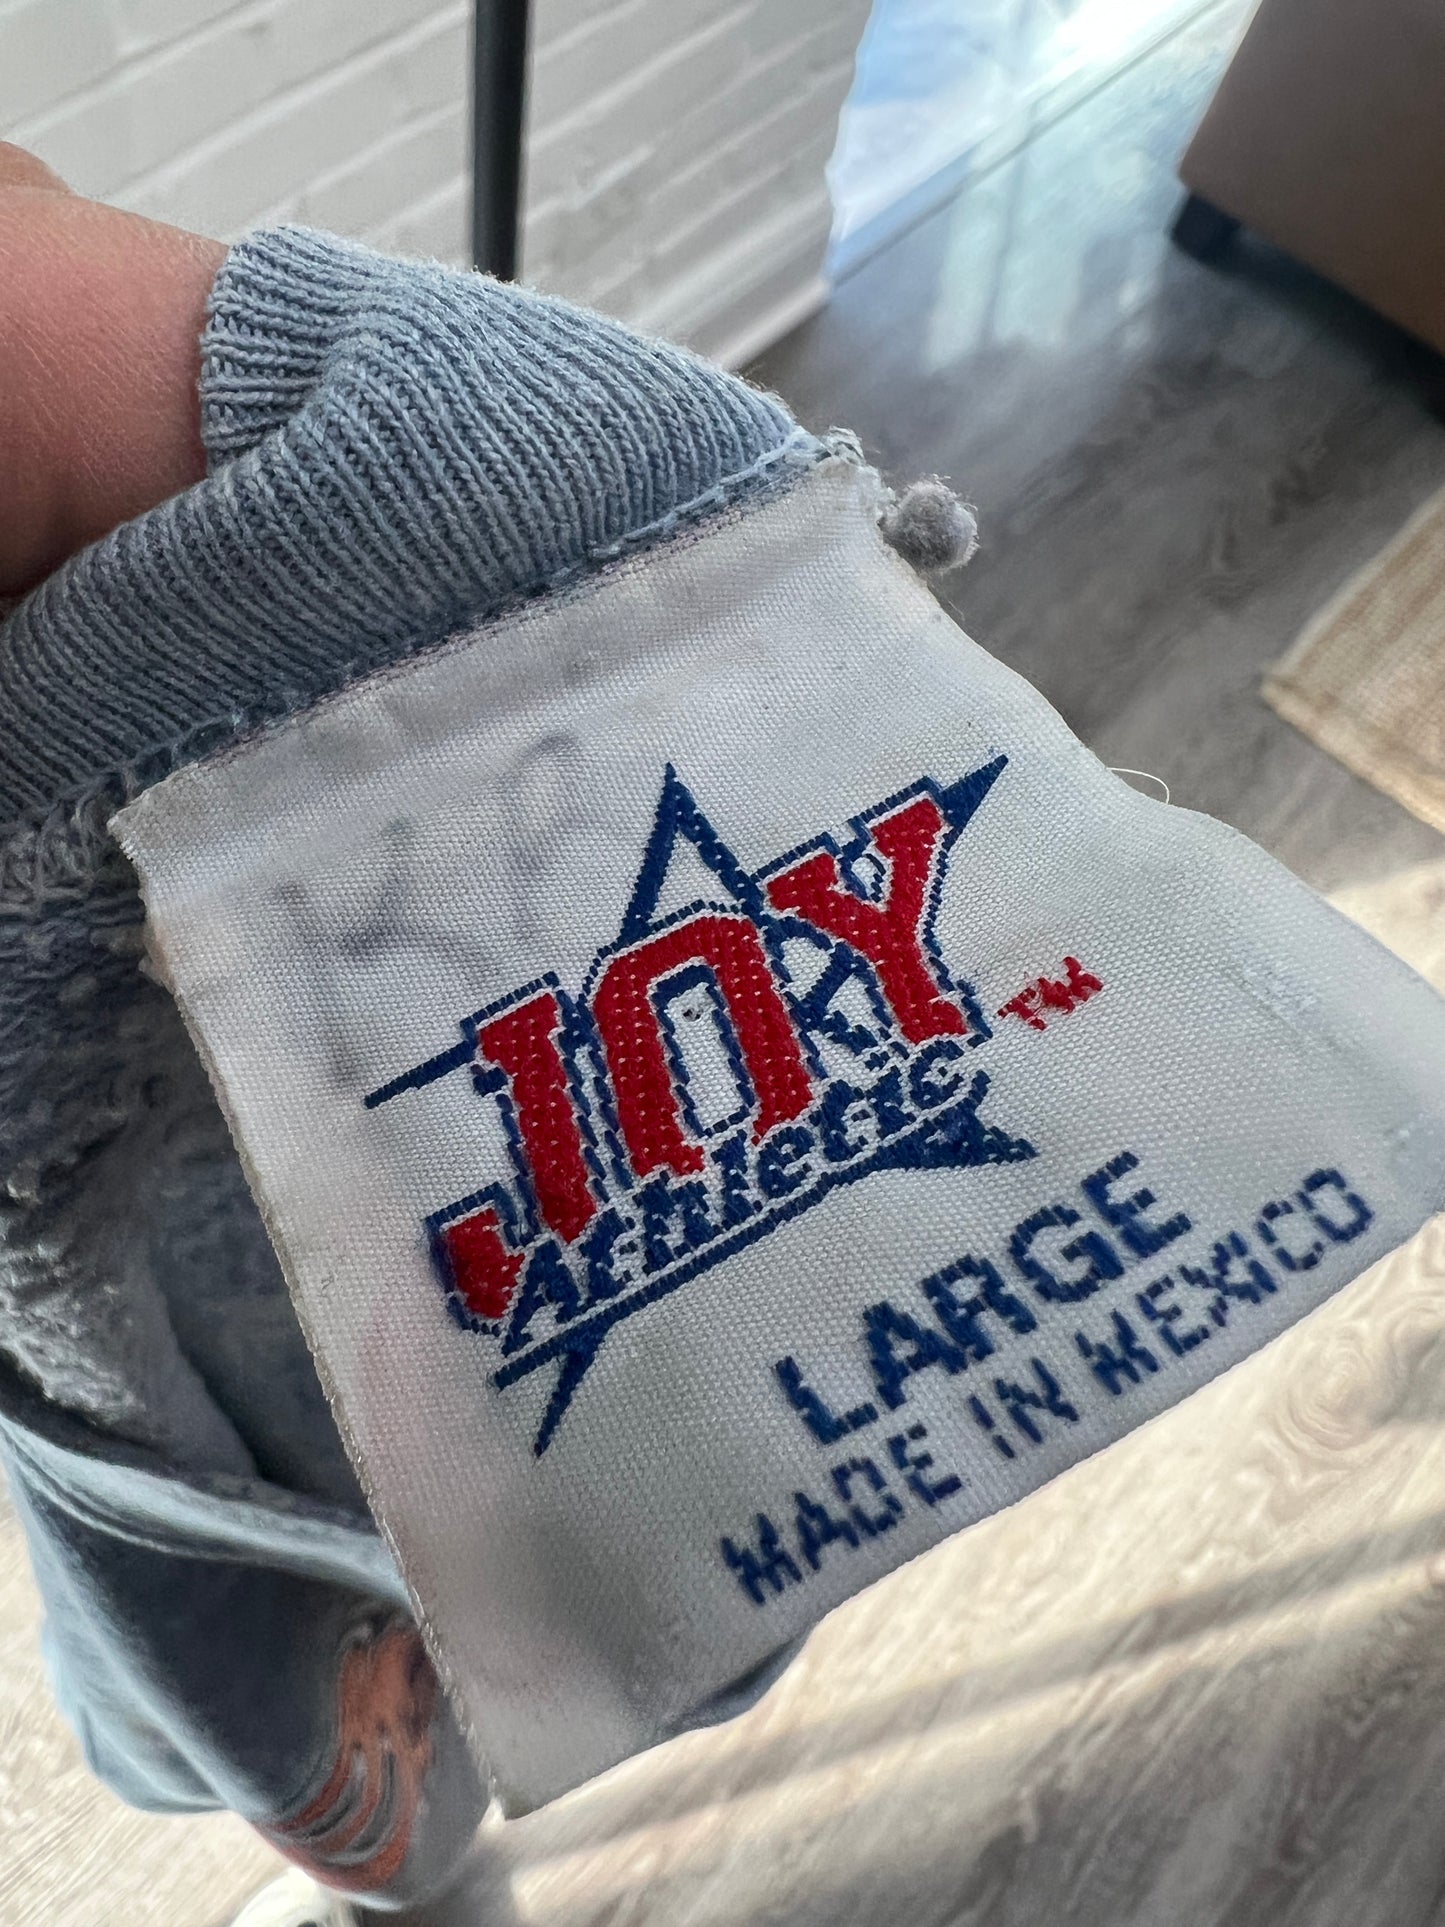 JOY TM
Athletic
LARGE
MADE IN MEXICO